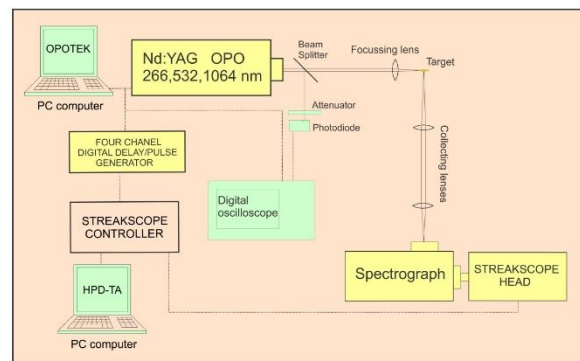 OPOTEK
PC computer
Nd:YAG OPO
266,532,1064 nm
Beam
Splitter
Focussing lens
Target
Attenuator
Photodiode
FOUR CHANEL
DIGITAL DELAY/PULSE
GENERATOR
Collecting lenses
Digital
oscilloscope
STREAKSCOPE
CONTROLLER
Spectrograph
STREAKSCOPE
HEAD
HPD-TA
PC computer